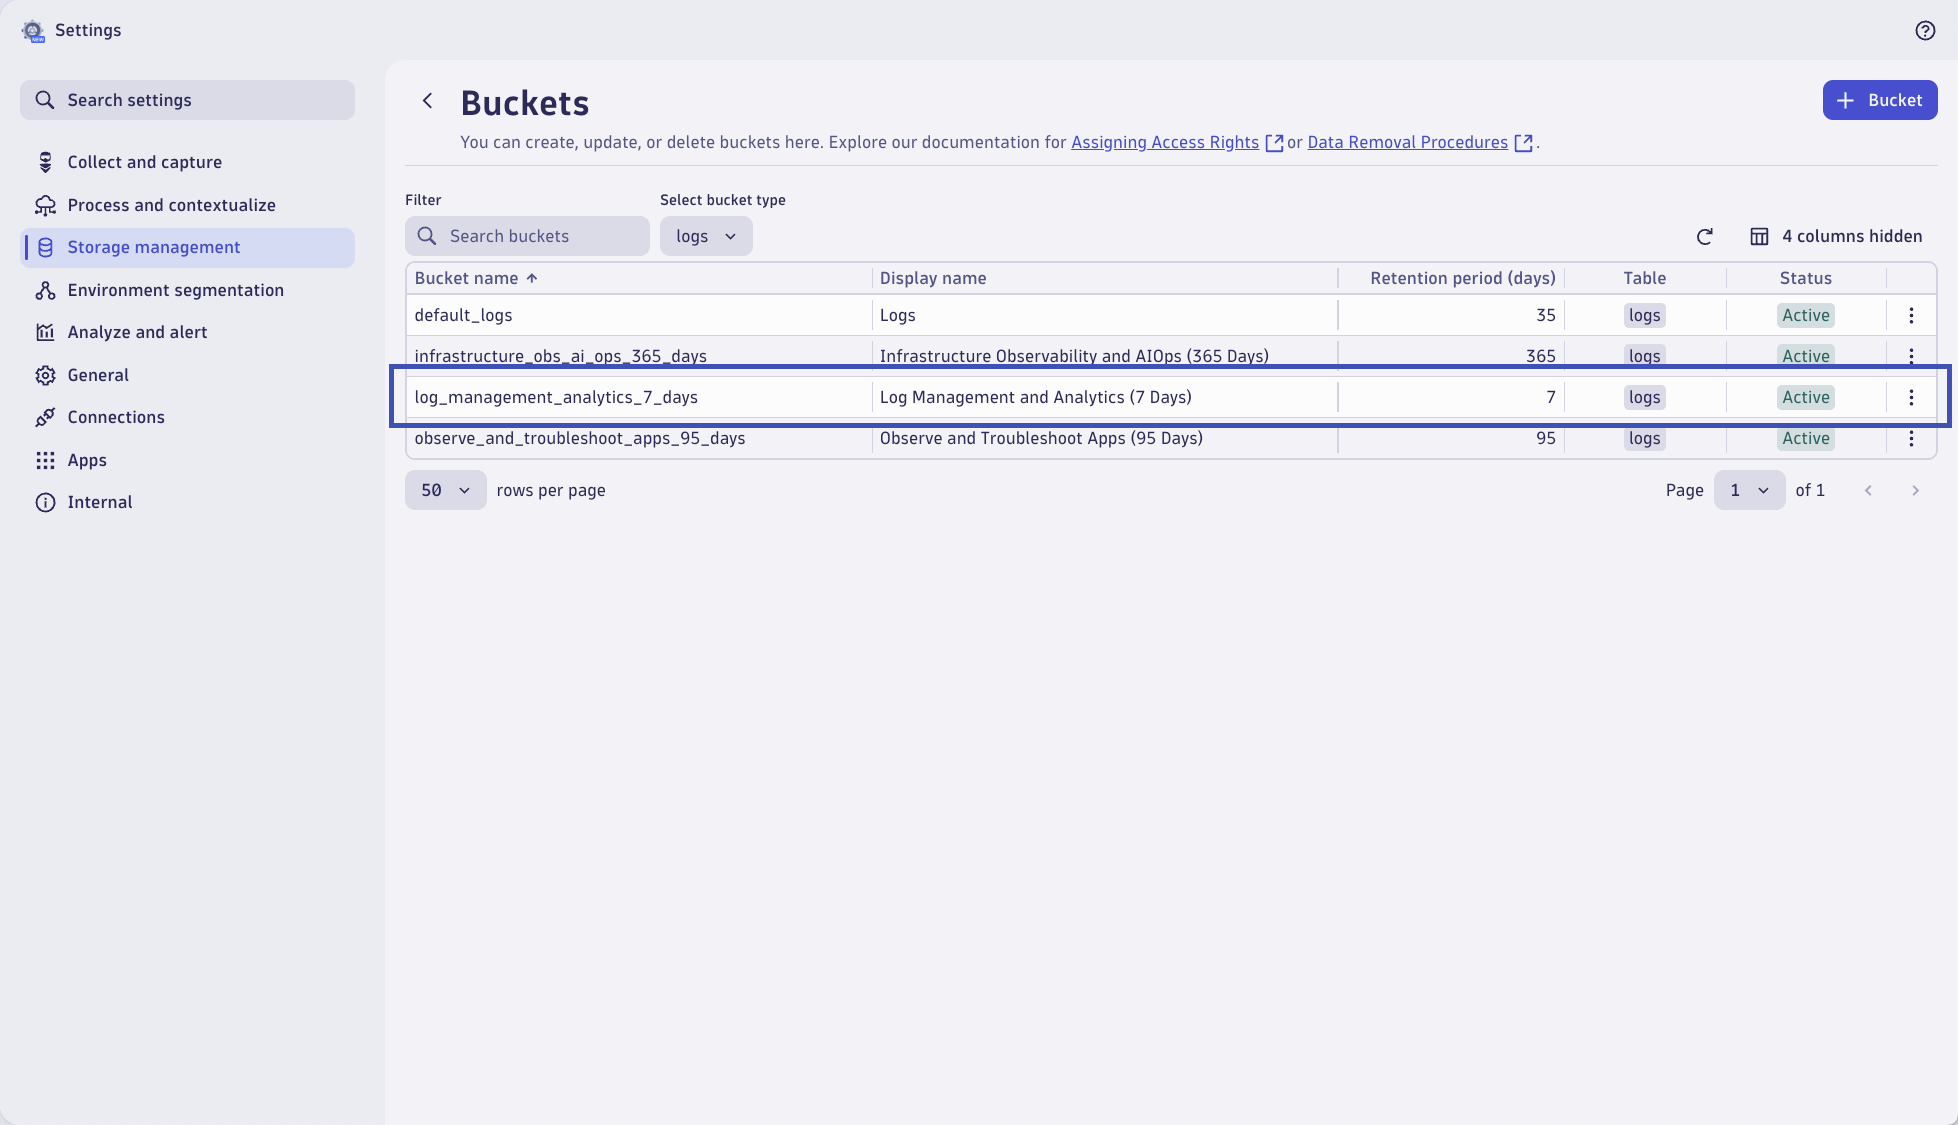 Settings
NEW
Search settings
Collect and capture
Process and contextualize
Storage management
Environment segmentation
Analyze and alert
General
Connections
Apps
Internal
Buckets
Bucket
You can create, update, or delete buckets here. Explore our documentation for Assigning Access Rights or Data Removal Procedures .
Filter
Select bucket type
Search buckets
logs
4 columns hidden
Bucket name Display name Retention period (days) Table Status
default_logs Logs 35 logs Active
infrastructure_obs_ai_ops_365_days Infrastructure Observability and AIOps (365 Days) 365 logs Active
log_management_analytics_7_days Log Management and Analytics (7 Days) 7 logs Active
observe_and_troubleshoot_apps_95_days Observe and Troubleshoot Apps (95 Days) 95 logs Active
50 rows per page
Page 1 of 1